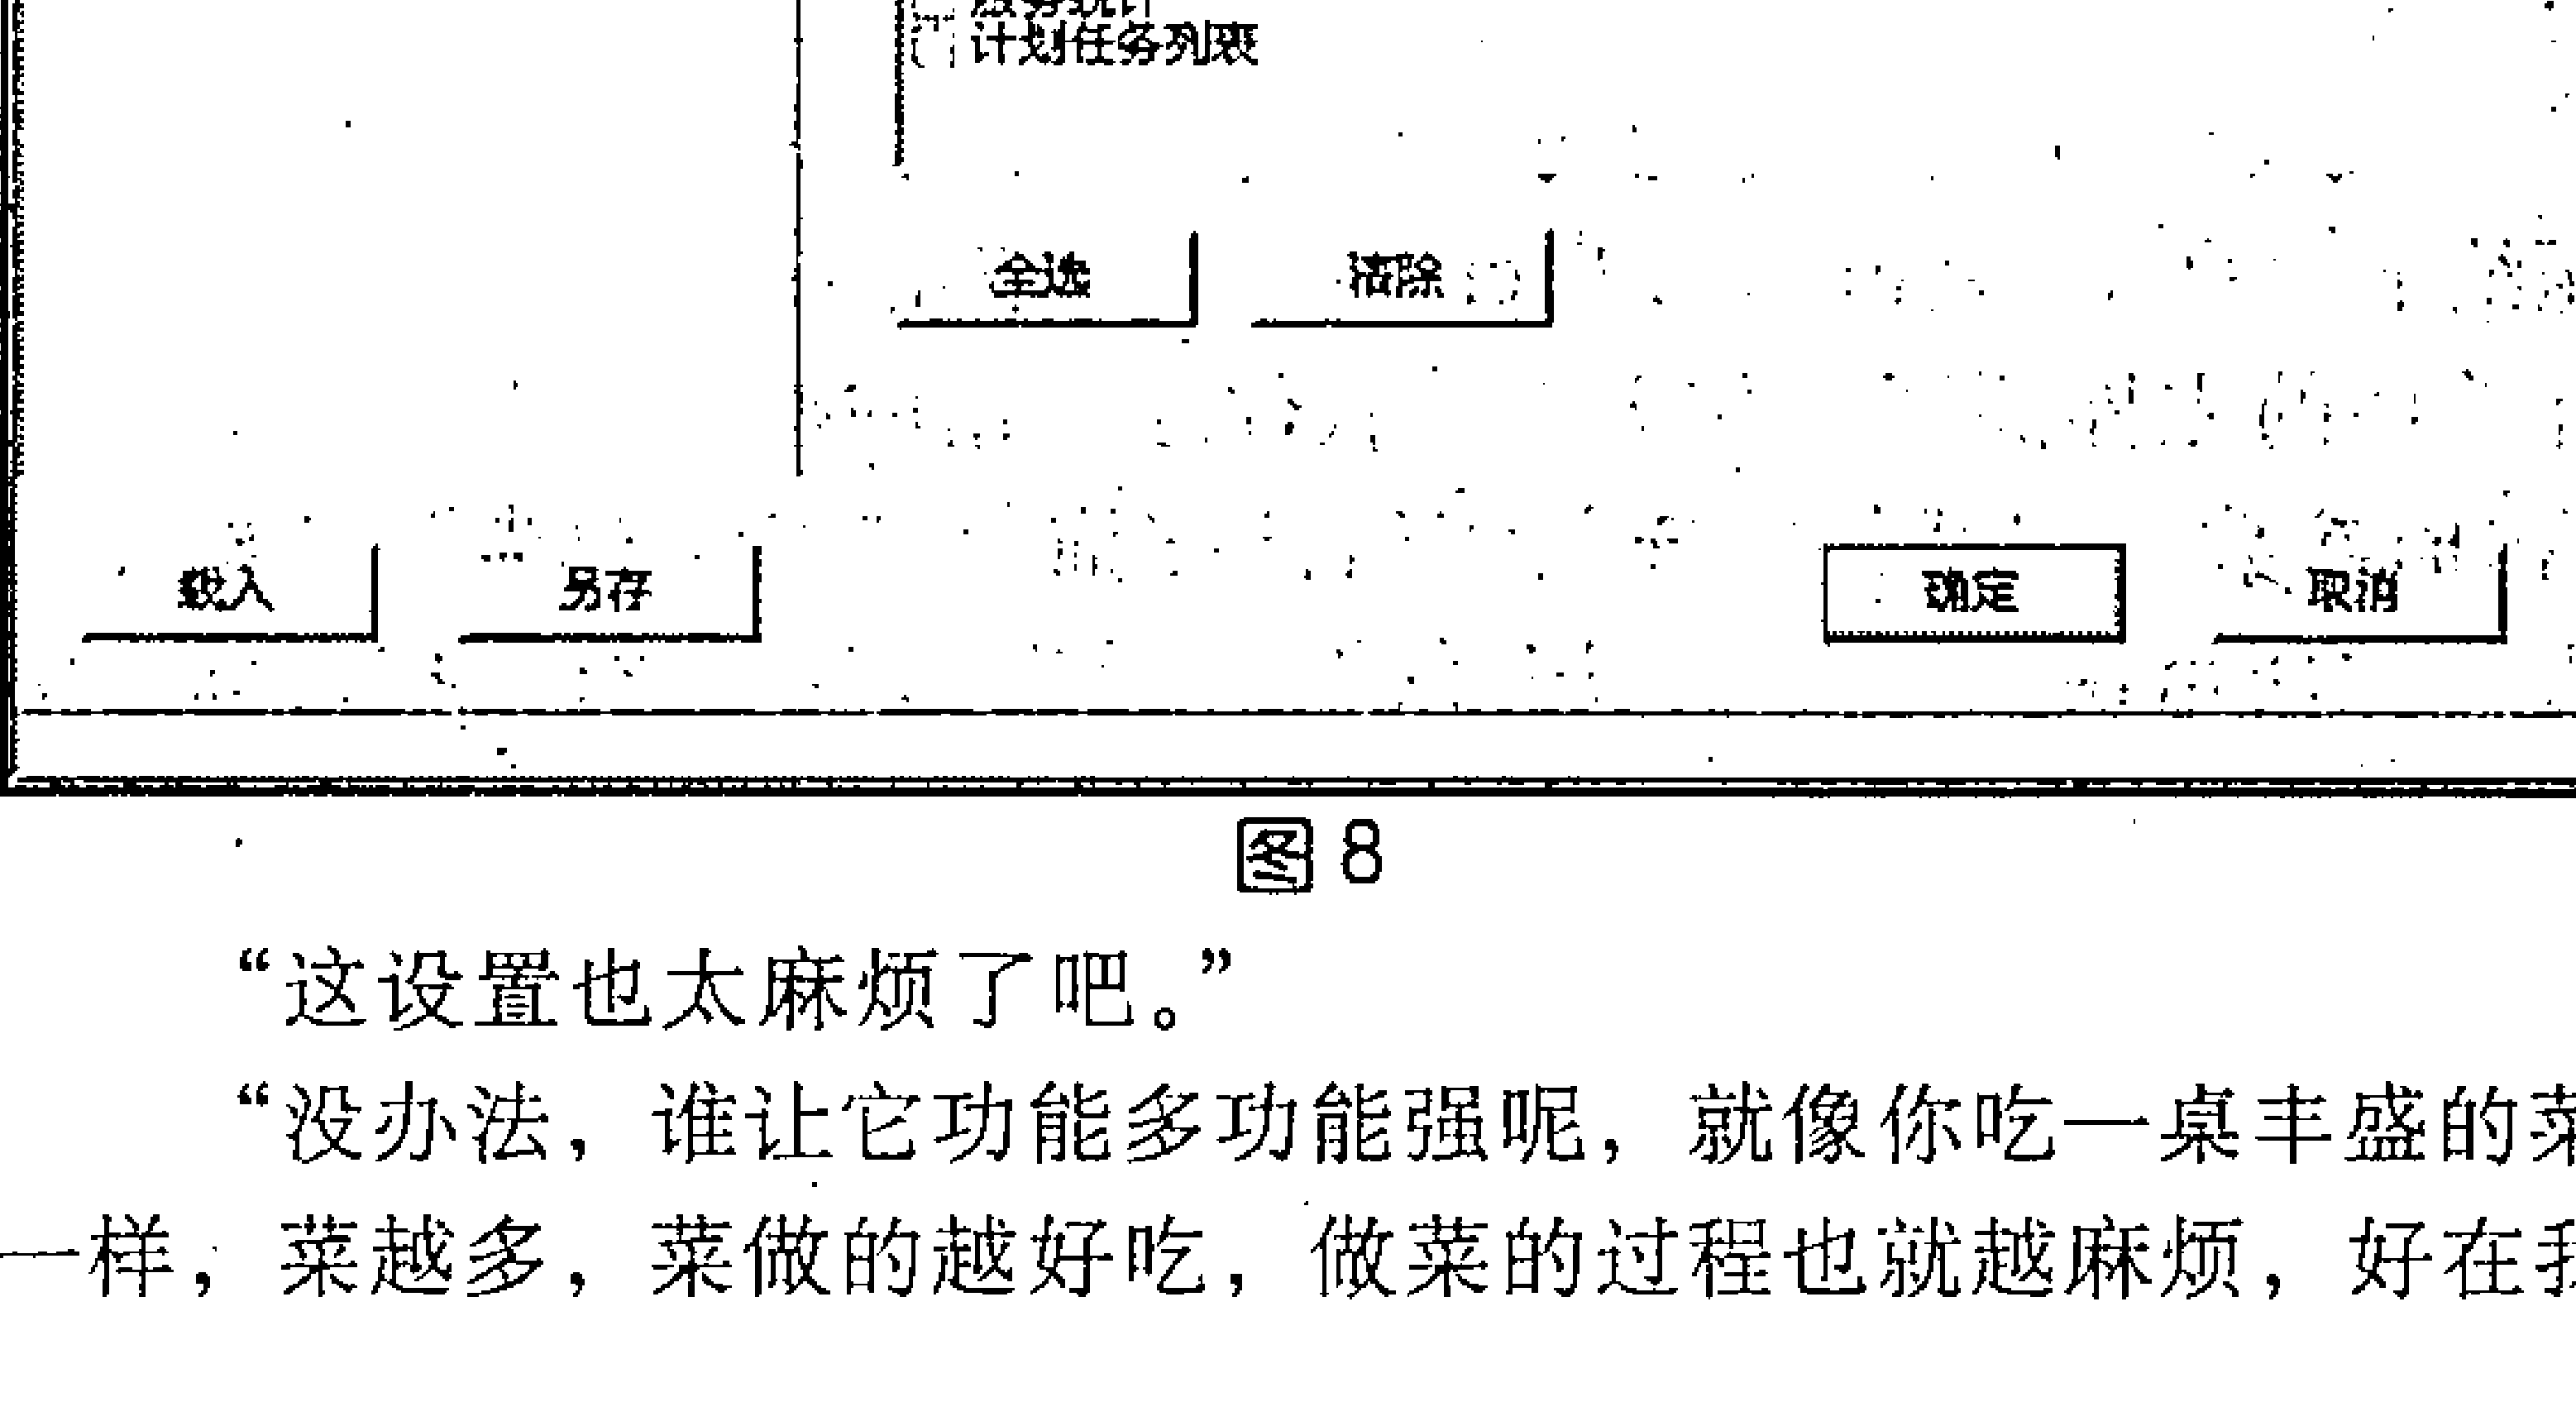 计划任务列表
全选 清除
载入 另存 确定 取消
图8
“这设置也太麻烦了吧。”
“没办法，谁让它功能多功能强呢，就像你吃一桌丰盛的菜
一样，菜越多，菜做的越好吃，做菜的过程也就越麻烦，好在我